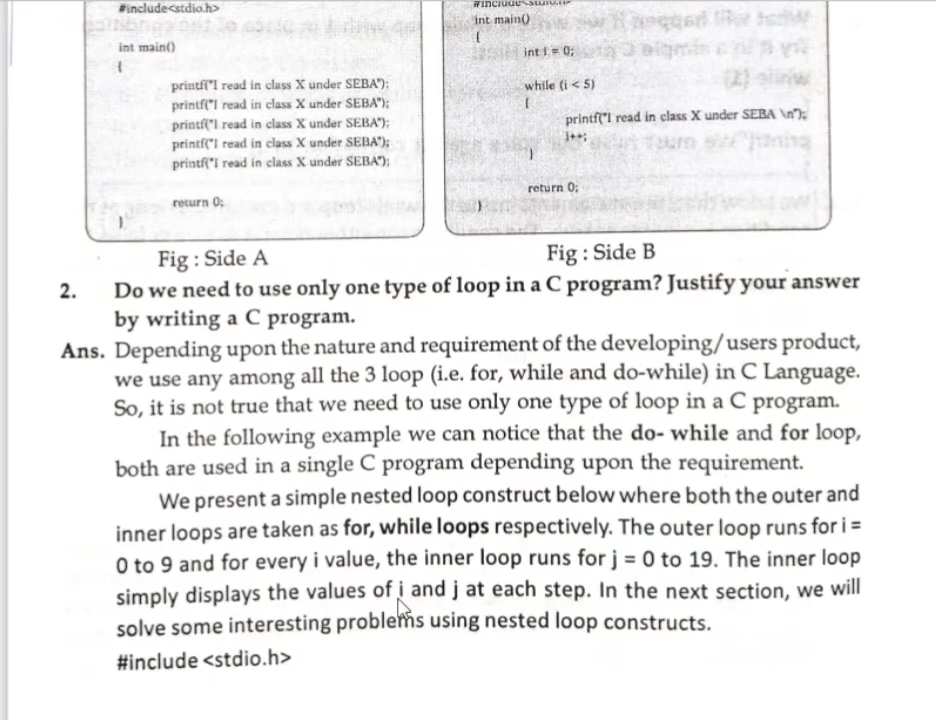 #include<stdio.h>
int main()
{
printf("I read in class X under SEBA");
printf("I read in class X under SEBA");
printf("I read in class X under SEBA");
printf("I read in class X under SEBA");
printf("I read in class X under SEBA");
return 0;
}
Fig : Side A
#include<stdio.h>
int main()
{
int i = 0;
while (i < 5)
{
printf("I read in class X under SEBA \n");
i++;
}
return 0;
}
Fig : Side B
2. Do we need to use only one type of loop in a C program? Justify your answer
by writing a C program.
Ans. Depending upon the nature and requirement of the developing/users product,
we use any among all the 3 loop (i.e. for, while and do-while) in C Language.
So, it is not true that we need to use only one type of loop in a C program.
In the following example we can notice that the do- while and for loop,
both are used in a single C program depending upon the requirement.
We present a simple nested loop construct below where both the outer and
inner loops are taken as for, while loops respectively. The outer loop runs for i =
0 to 9 and for every i value, the inner loop runs for j = 0 to 19. The inner loop
simply displays the values of i and j at each step. In the next section, we will
solve some interesting problems using nested loop constructs.
#include <stdio.h>